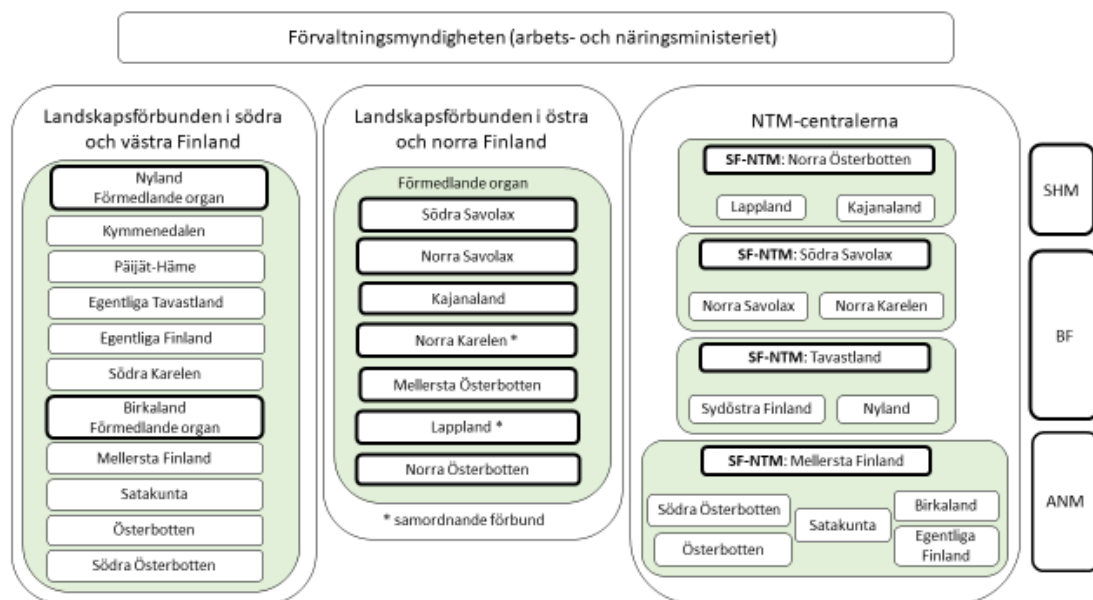 Förvaltningsmyndigheten (arbets- och näringsministeriet)
Landskapsförbunden i södra
och västra Finland
Nyland
Förmedlande organ
Kymmenedalen
Päijät-Häme
Egentliga Tavastland
Egentliga Finland
Södra Karelen
Birkaland
Förmedlande organ
Mellersta Finland
Satakunta
Österbotten
Södra Österbotten
Landskapsförbunden i östra
och norra Finland
Förmedlande organ
Södra Savolax
Norra Savolax
Kajanaland
Norra Karelen *
Mellersta Österbotten
Lappland *
Norra Österbotten
* samordnande förbund
NTM-centralerna
SF-NTM: Norra Österbotten
Lappland
Kajanaland
SF-NTM: Södra Savolax
Norra Savolax
Norra Karelen
SF-NTM: Tavastland
Sydöstra Finland
Nyland
SF-NTM: Mellersta Finland
Södra Österbotten
Österbotten
Satakunta
Birkaland
Egentliga
Finland
SHM
BF
ANM